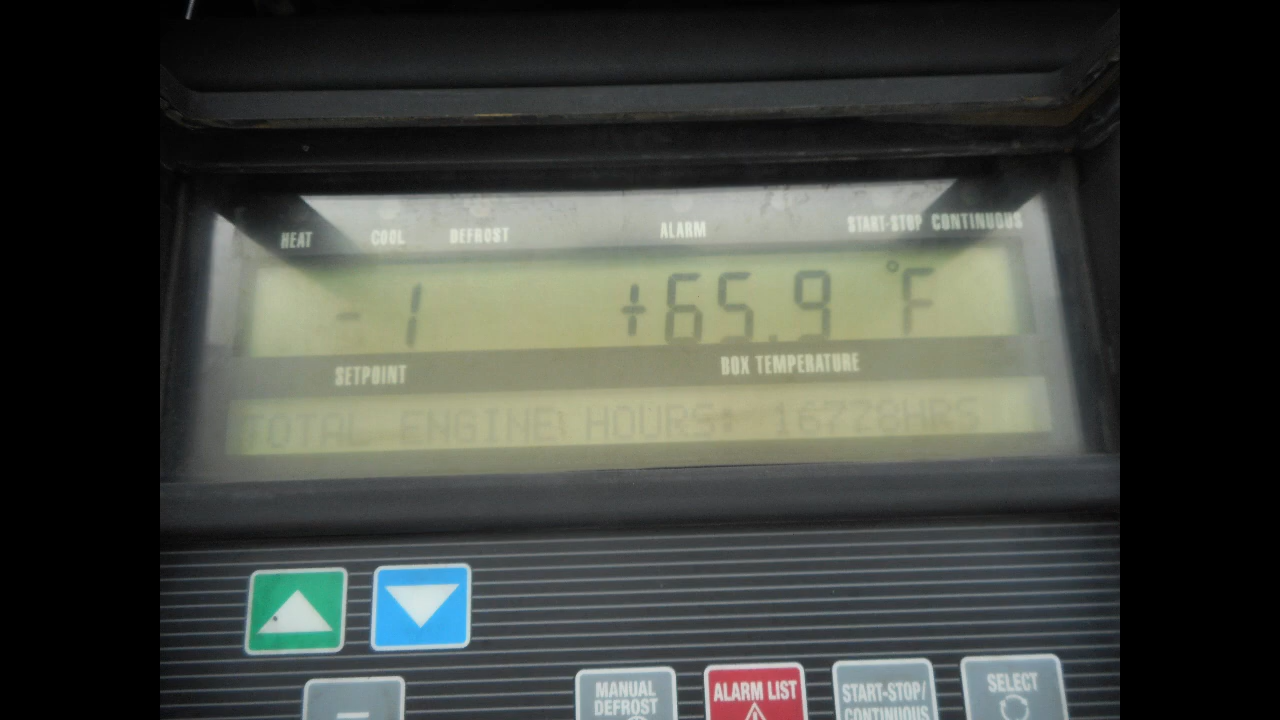 HEAT COOL DEFROST ALARM START-STOP CONTINUOUS
-1 +65.9 °F
SETPOINT BOX TEMPERATURE
TOTAL ENGINE HOURS: 16728HRS
MANUAL DEFROST
ALARM LIST
START-STOP/ CONTINUOUS
SELECT